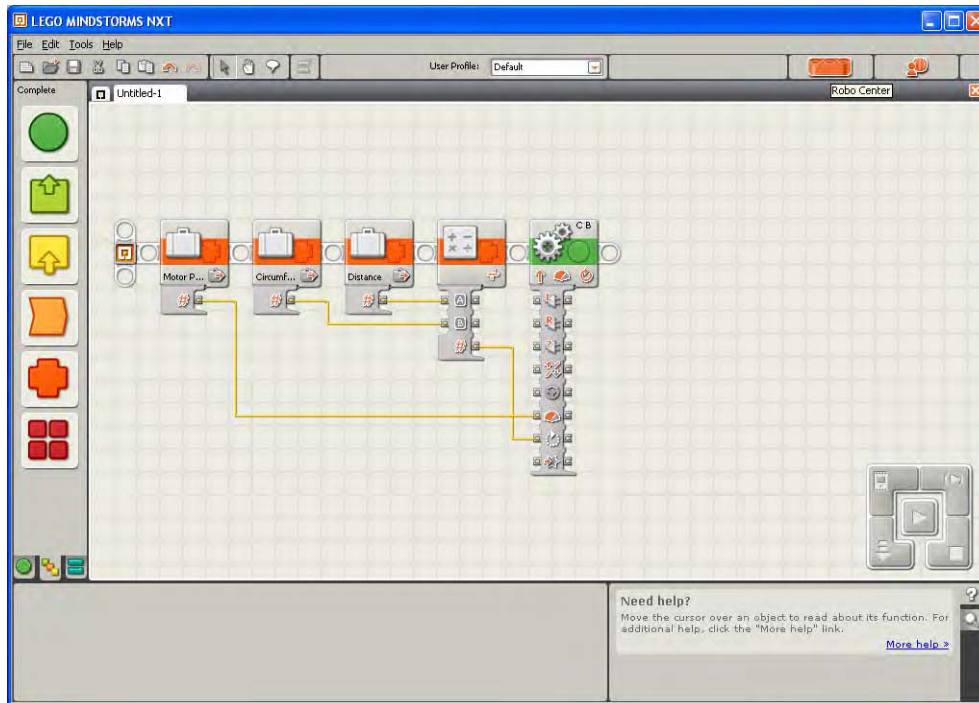 LEGO MINDSTORMS NXT
File Edit Tools Help
User Profile: Default
Complete
Untitled-1
Robo Center
C B
Motor P...
Circumf...
Distance
A
B
Need help?
Move the cursor over an object to read about its function. For
additional help, click the "More help" link.
More help »